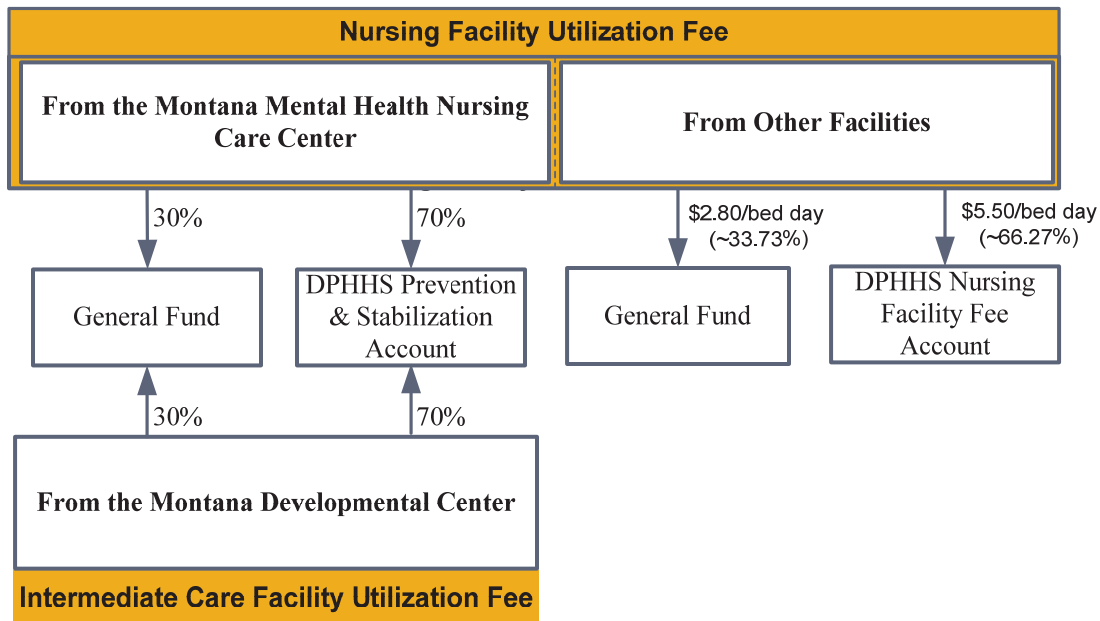 Nursing Facility Utilization Fee
From the Montana Mental Health Nursing
Care Center
From Other Facilities
30%
70%
$2.80/bed day
(~33.73%)
$5.50/bed day
(~66.27%)
General Fund
DPHHS Prevention
& Stabilization
Account
General Fund
DPHHS Nursing
Facility Fee
Account
30%
70%
From the Montana Developmental Center
Intermediate Care Facility Utilization Fee